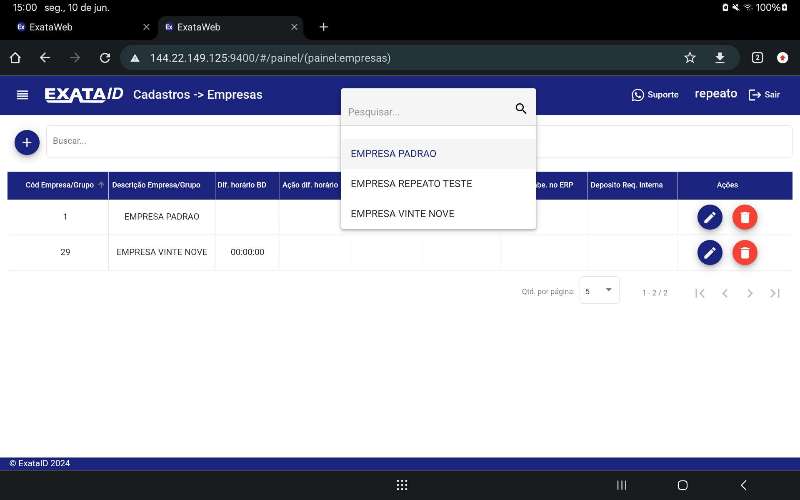 15:00 seg., 10 de jun. 100%
Ex ExataWeb
Ex ExataWeb
144.22.149.125:9400/#/painel/(painel:empresas)
2
EXATAID Cadastros -> Empresas
Suporte repeato Sair
Pesquisar...
EMPRESA PADRAO
EMPRESA REPEATO TESTE
EMPRESA VINTE NOVE
Buscar...
Cód Empresa/Grupo Descrição Empresa/Grupo Dif. horário BD Ação dif. horário no ERP Deposito Req. Interna Ações
1 EMPRESA PADRAO
29 EMPRESA VINTE NOVE 00:00:00
Qtd. por página: 5 1 - 2 / 2
© ExataID 2024